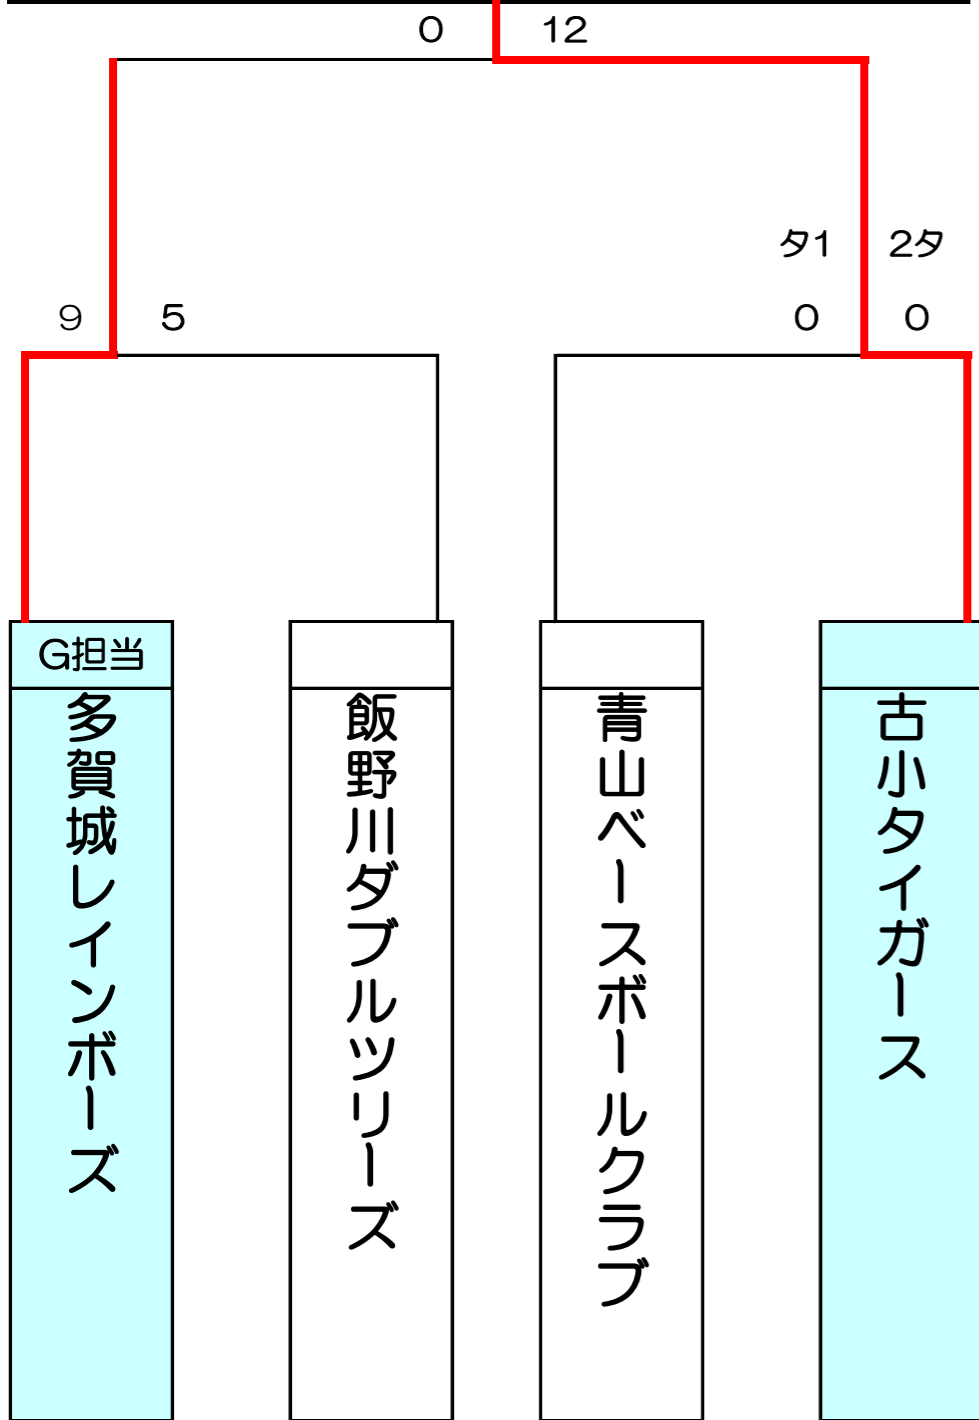 0 12
タ1 2タ
9 5 0 0
G担当
多賀城レインボーズ
飯野川ダブルツリーズ
青山ベースボールクラブ
古小タイガース